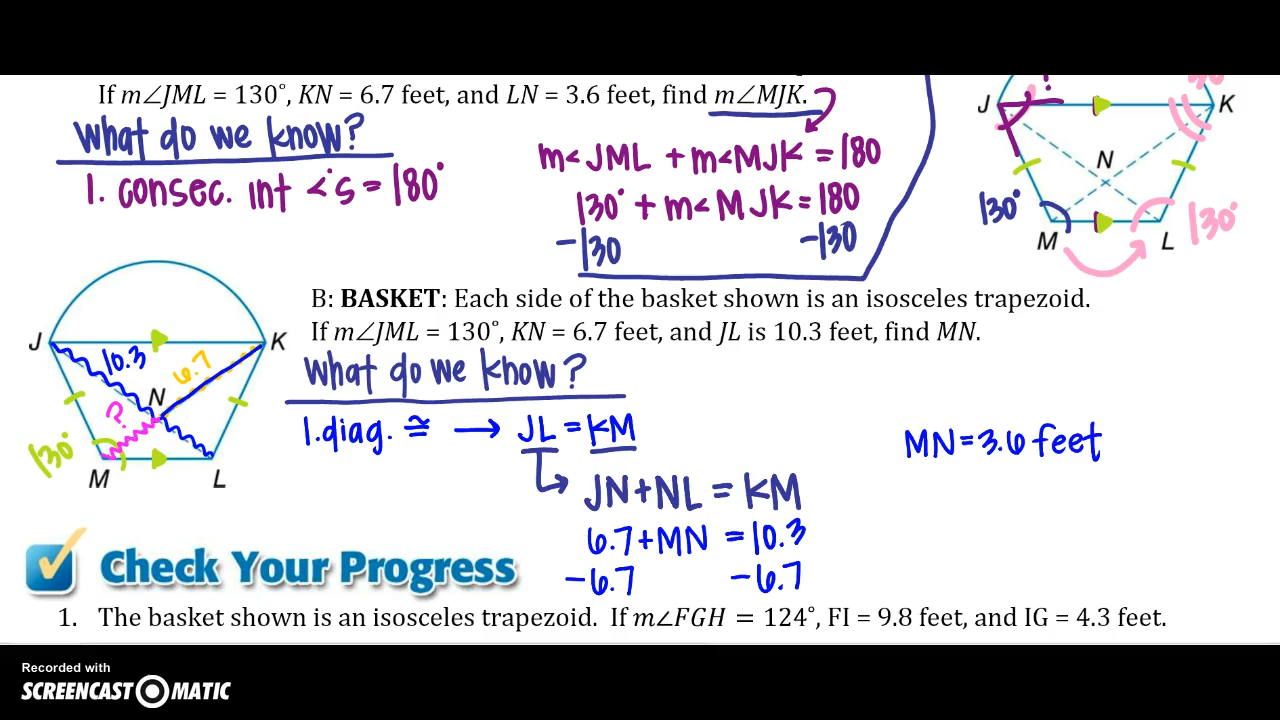 If m∠JML = 130°, KN = 6.7 feet, and LN = 3.6 feet, find m∠MJK.
What do we know?
1. consec. int <'s = 180°
m< JML + m< MJK = 180
130° + m< MJK = 180
-130 -130
?
J
K
N
130°
130°
M
L
B: BASKET: Each side of the basket shown is an isosceles trapezoid.
If m∠JML = 130°, KN = 6.7 feet, and JL is 10.3 feet, find MN.
J
K
10.3
6.7
N
?
130°
M
L
What do we know?
1. diag. ≅ → JL = KM
JN + NL = KM
6.7 + MN = 10.3
-6.7 -6.7
MN = 3.6 feet
Check Your Progress
1. The basket shown is an isosceles trapezoid. If m∠FGH = 124°, FI = 9.8 feet, and IG = 4.3 feet.
Recorded with
SCREENCAST-O-MATIC